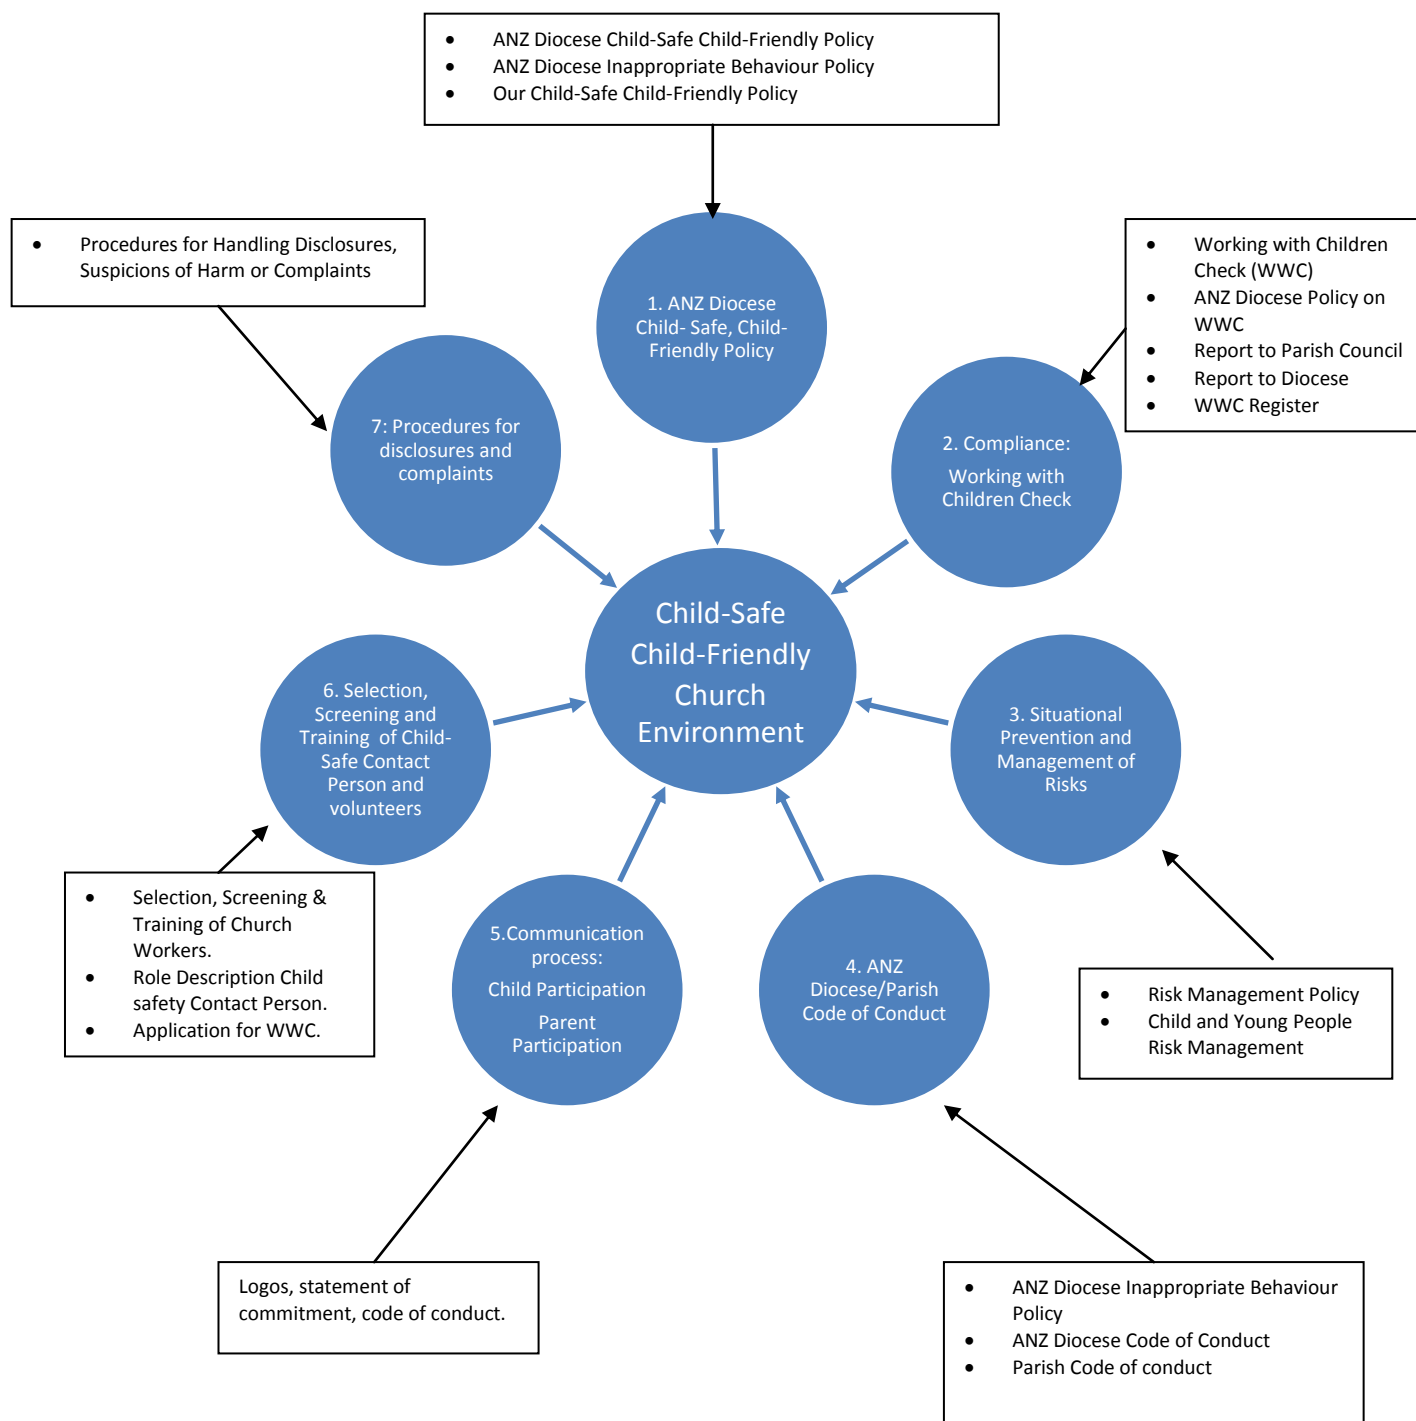 • ANZ Diocese Child-Safe Child-Friendly Policy
• ANZ Diocese Inappropriate Behaviour Policy
• Our Child-Safe Child-Friendly Policy
• Procedures for Handling Disclosures,
Suspicions of Harm or Complaints
• Working with Children
Check (WWC)
• ANZ Diocese Policy on
WWC
• Report to Parish Council
• Report to Diocese
• WWC Register
1. ANZ Diocese
Child- Safe, Child-
Friendly Policy
7: Procedures for
disclosures and
complaints
2. Compliance:
Working with
Children Check
Child-Safe
Child-Friendly
Church
Environment
6. Selection,
Screening and
Training of Child-
Safe Contact
Person and
volunteers
3. Situational
Prevention and
Management of
Risks
• Selection, Screening &
Training of Church
Workers.
• Role Description Child
safety Contact Person.
• Application for WWC.
5.Communication
process:
Child Participation
Parent
Participation
4. ANZ
Diocese/Parish
Code of Conduct
• Risk Management Policy
• Child and Young People
Risk Management
Logos, statement of
commitment, code of conduct.
• ANZ Diocese Inappropriate Behaviour
Policy
• ANZ Diocese Code of Conduct
• Parish Code of conduct